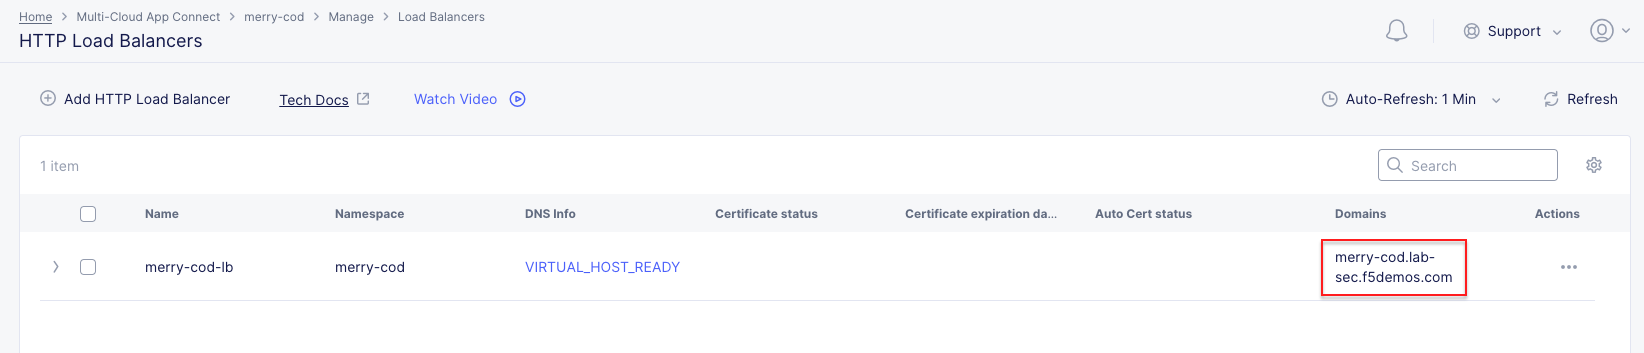 Home > Multi-Cloud App Connect > merry-cod > Manage > Load Balancers
HTTP Load Balancers
Support
Add HTTP Load Balancer Tech Docs Watch Video Auto-Refresh: 1 Min Refresh
1 item Search
Name Namespace DNS Info Certificate status Certificate expiration da... Auto Cert status Domains Actions
merry-cod-lb merry-cod VIRTUAL_HOST_READY merry-cod.lab-
sec.f5demos.com